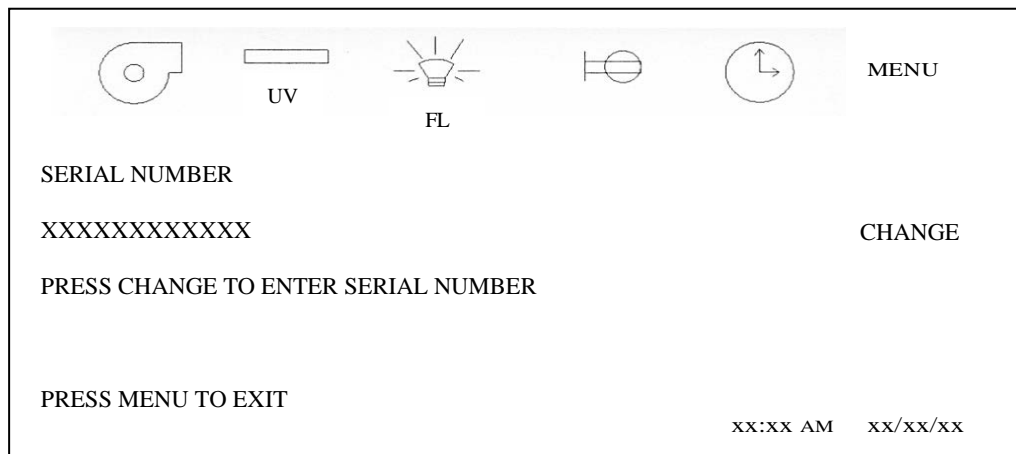 MENU
UV
FL
SERIAL NUMBER
XXXXXXXXXXXX
CHANGE
PRESS CHANGE TO ENTER SERIAL NUMBER
PRESS MENU TO EXIT
xx:xx AM xx/xx/xx